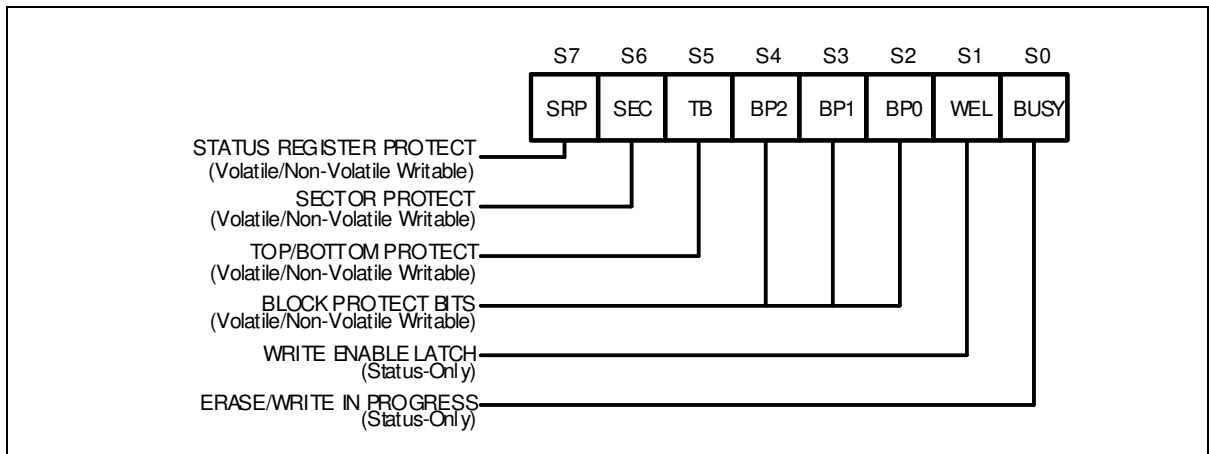 S7 S6 S5 S4 S3 S2 S1 S0
SRP SEC TB BP2 BP1 BP0 WEL BUSY
STATUS REGISTER PROTECT
(Volatile/Non-Volatile Writable)
SECTOR PROTECT
(Volatile/Non-Volatile Writable)
TOP/BOTTOM PROTECT
(Volatile/Non-Volatile Writable)
BLOCK PROTECT BITS
(Volatile/Non-Volatile Writable)
WRITE ENABLE LATCH
(Status-Only)
ERASE/WRITE IN PROGRESS
(Status-Only)